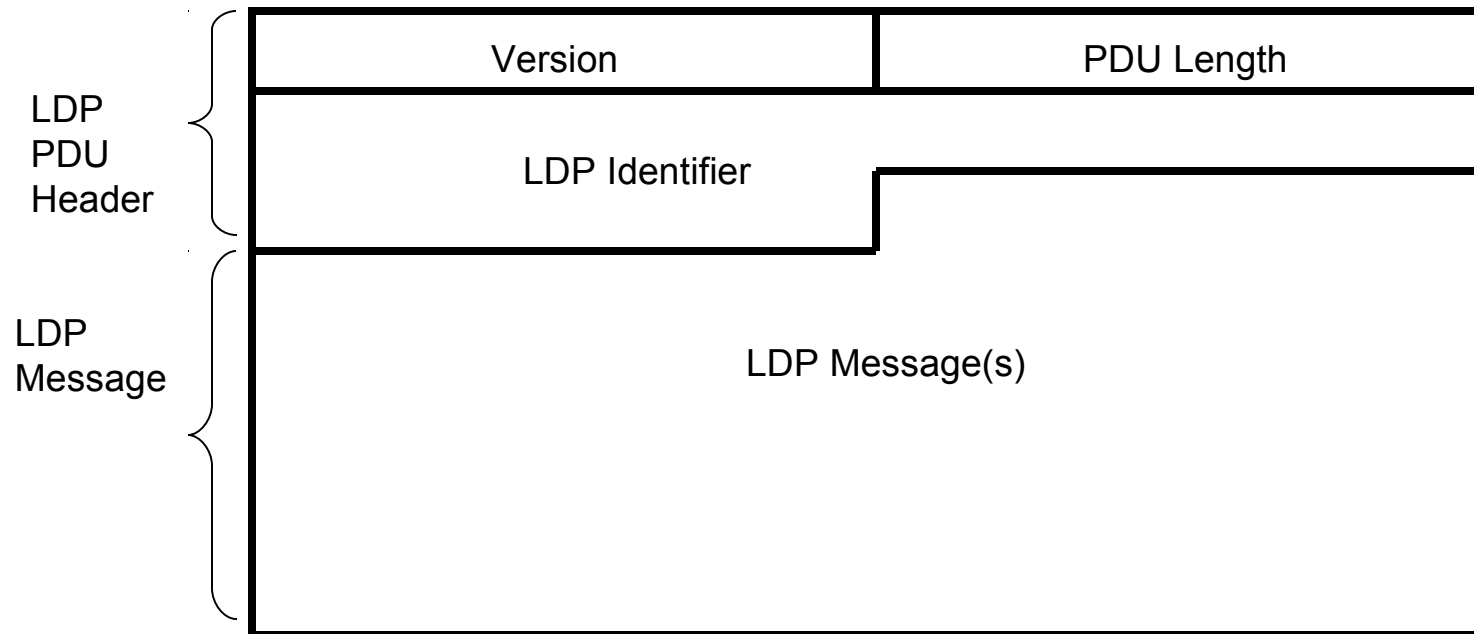 Version
PDU Length
LDP
PDU
Header
LDP Identifier
LDP
Message
LDP Message(s)